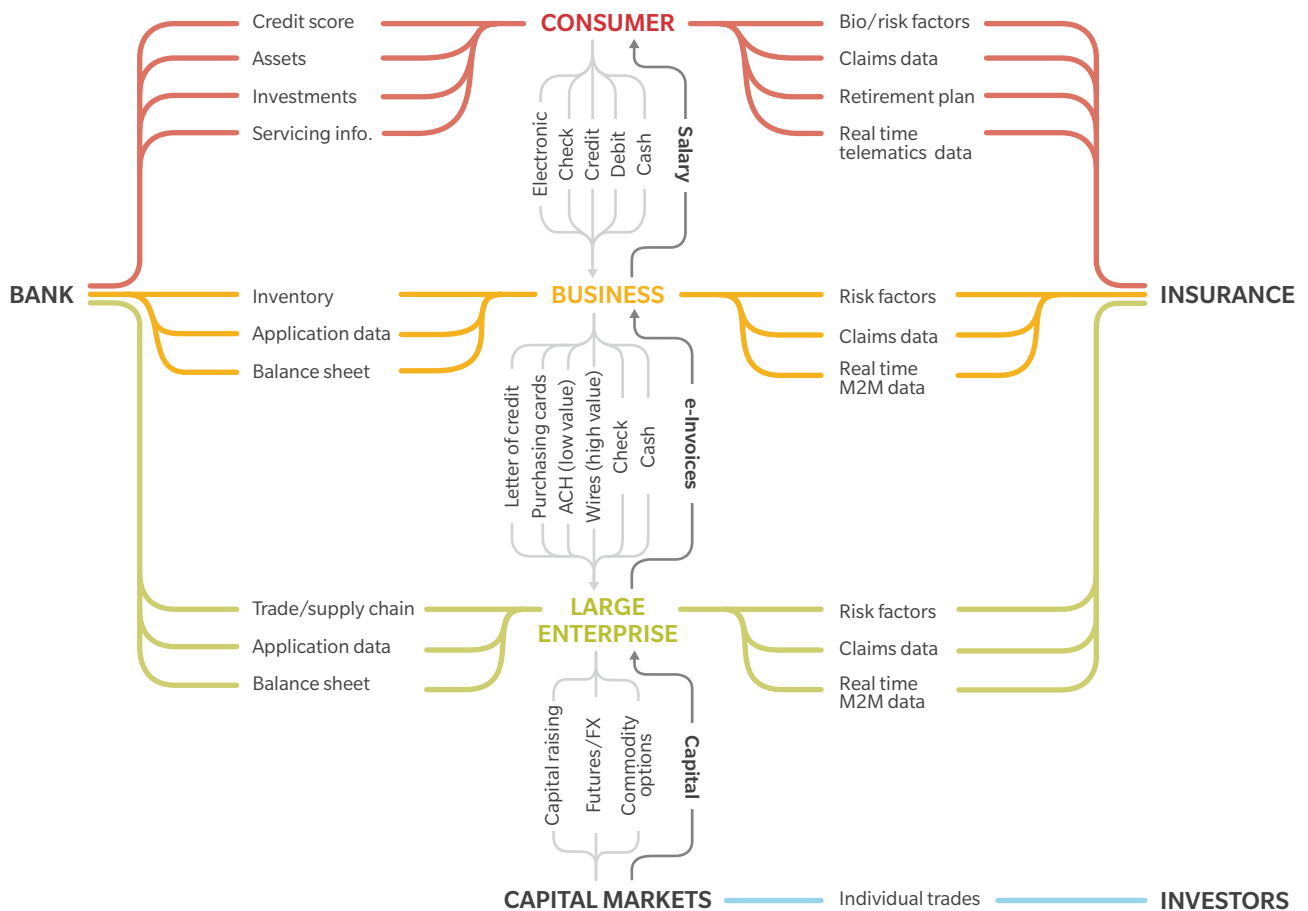 Credit score
CONSUMER
Bio/risk factors
Assets
Claims data
Investments
Retirement plan
Servicing info.
Real time
telematics data
Electronic
Check
Credit
Debit
Cash
Salary
BANK
Inventory
BUSINESS
Risk factors
INSURANCE
Application data
Claims data
Balance sheet
Real time
M2M data
Letter of credit
Purchasing cards
ACH (low value)
Wires (high value)
Check
Cash
e-Invoices
Trade/supply chain
LARGE
ENTERPRISE
Risk factors
Application data
Claims data
Balance sheet
Real time
M2M data
Capital raising
Futures/FX
Commodity
options
Capital
CAPITAL MARKETS
Individual trades
INVESTORS